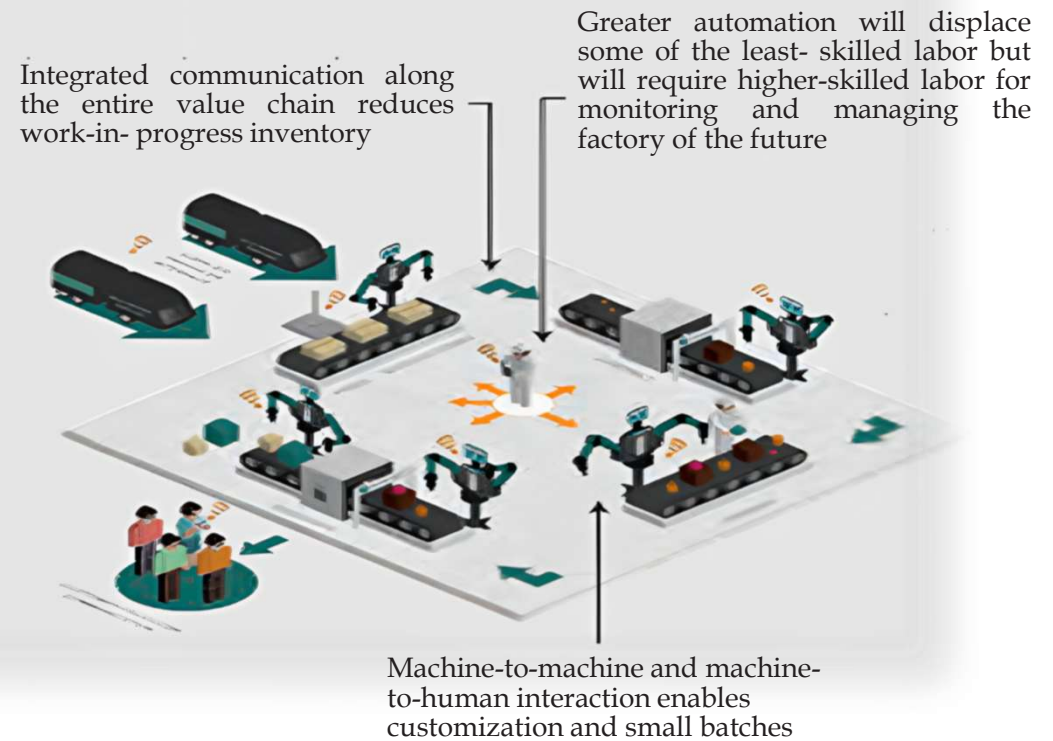 Greater automation will displace
some of the least- skilled labor but
will require higher-skilled labor for
monitoring and managing the
factory of the future
Integrated communication along
the entire value chain reduces
work-in- progress inventory
Machine-to-machine and machine-
to-human interaction enables
customization and small batches